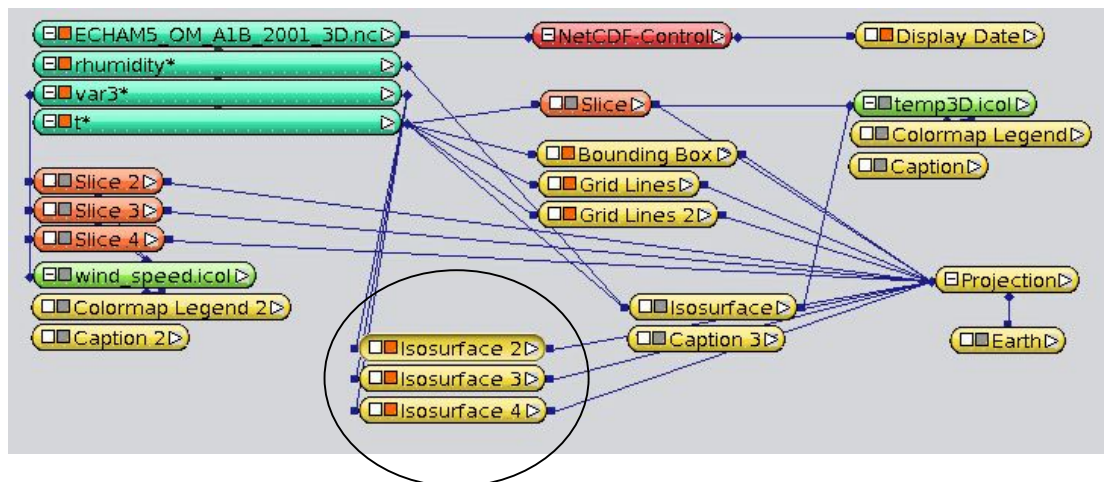 ECHAM5_OM_A1B_2001_3D.nc
NetCDF-Control
Display Date
rhumidity*
var3*
t*
Slice
temp3D.icol
Colormap Legend
Caption
Bounding Box
Grid Lines
Grid Lines 2
Slice 2
Slice 3
Slice 4
wind_speed.icol
Colormap Legend 2
Caption 2
Projection
Earth
Isosurface
Caption 3
Isosurface 2
Isosurface 3
Isosurface 4